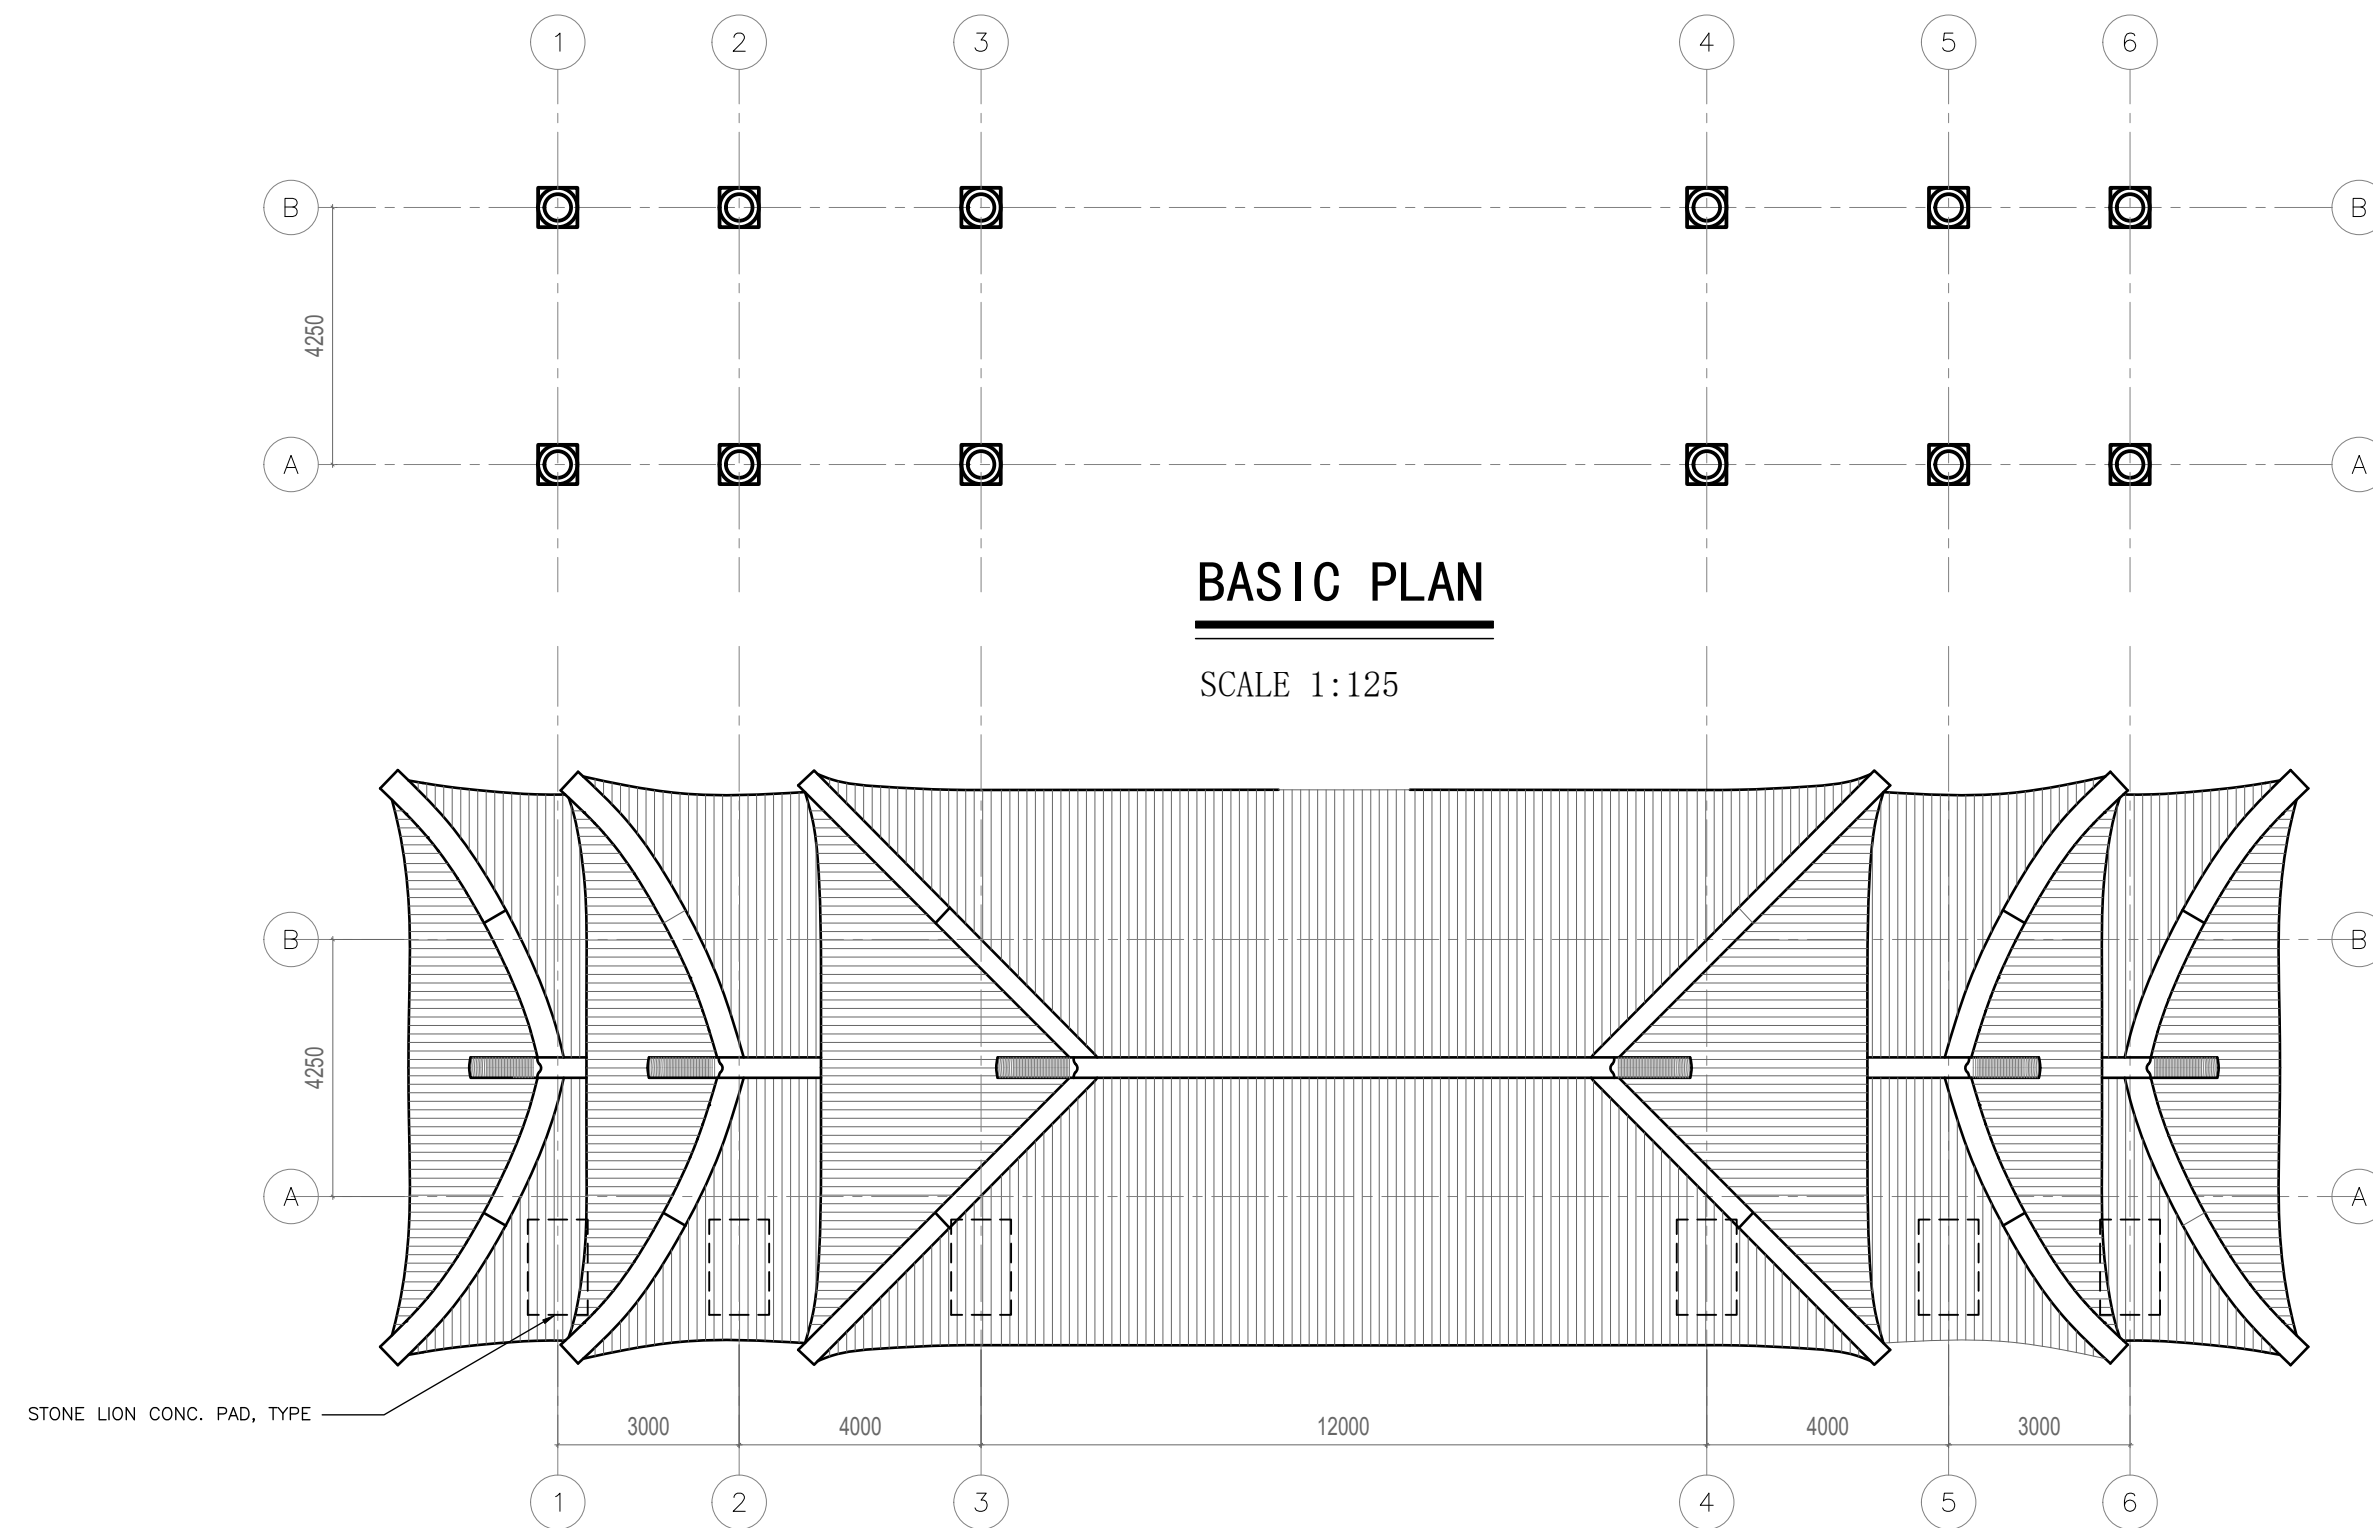 1 2 3 4 5 6
B B
4250
A A
BASIC PLAN
SCALE 1:125
B B
4250
A A
STONE LION CONC. PAD, TYPE
3000 4000 12000 4000 3000
1 2 3 4 5 6